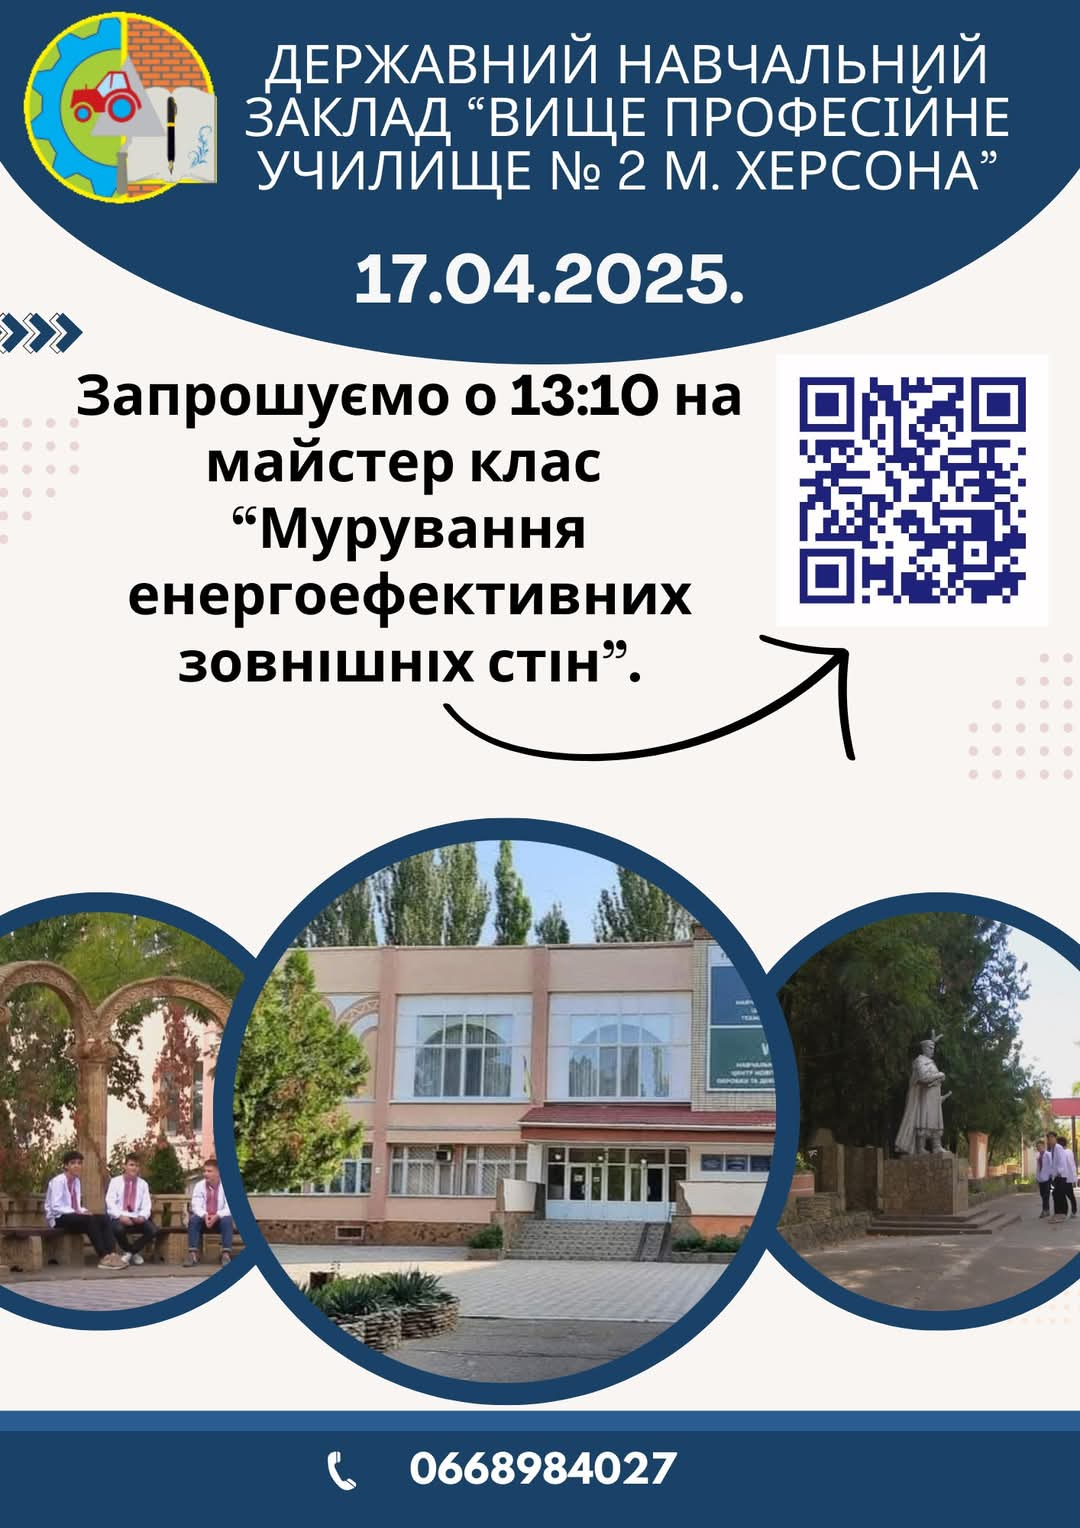 ДЕРЖАВНИЙ НАВЧАЛЬНИЙ
ЗАКЛАД “ВИЩЕ ПРОФЕСІЙНЕ
УЧИЛИЩЕ № 2 М. ХЕРСОНА”
17.04.2025.
Запрошуємо о 13:10 на
майстер клас
“Мурування
енергоефективних
зовнішніх стін”.
0668984027